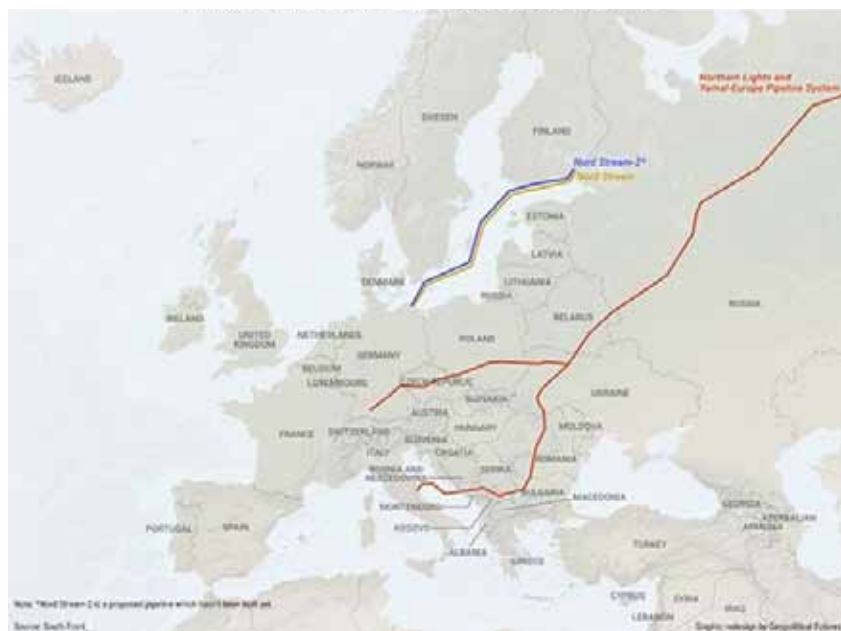 ICELAND
SWEDEN
FINLAND
NORWAY
Northern Lights and
Yamal-Europe Pipeline System
Nord Stream-2*
Nord Stream
ESTONIA
LATVIA
DENMARK
LITHUANIA
RUSSIA
BELARUS
RUSSIA
IRELAND
UNITED
KINGDOM
NETHERLANDS
POLAND
GERMANY
BELGIUM
LUXEMBOURG
CZECH REPUBLIC
UKRAINE
SLOVAKIA
AUSTRIA
FRANCE
SWITZERLAND
HUNGARY
MOLDOVA
SLOVENIA
ITALY
CROATIA
ROMANIA
BOSNIA AND
HERZEGOVINA
SERBIA
BULGARIA
MACEDONIA
MONTENEGRO
KOSOVO
ALBANIA
GREECE
PORTUGAL
SPAIN
GEORGIA
AZERBAIJAN
ARMENIA
TURKEY
CYPRUS
SYRIA
LEBANON
IRAQ
Note: *Nord Stream-2 is a proposed pipeline which hasn't been built yet.
Source: South Front
Graphic redesign by Geopolitical Futures